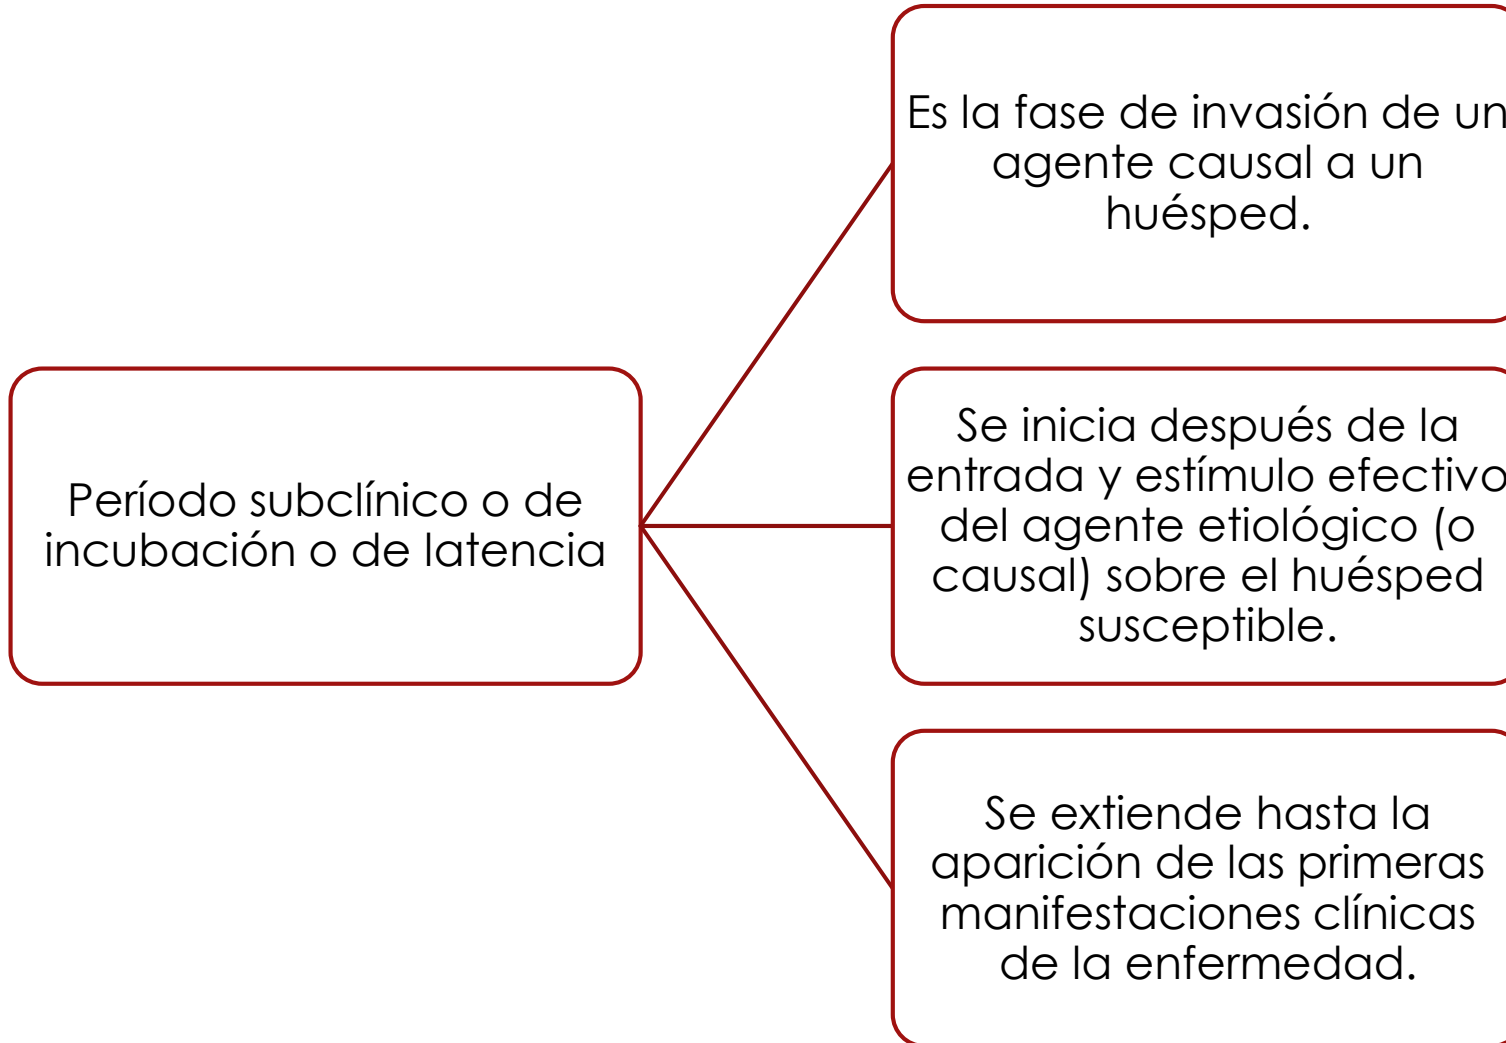 Período subclínico o de
incubación o de latencia
Es la fase de invasión de un
agente causal a un
huésped.
Se inicia después de la
entrada y estímulo efectivo
del agente etiológico (o
causal) sobre el huésped
susceptible.
Se extiende hasta la
aparición de las primeras
manifestaciones clínicas
de la enfermedad.